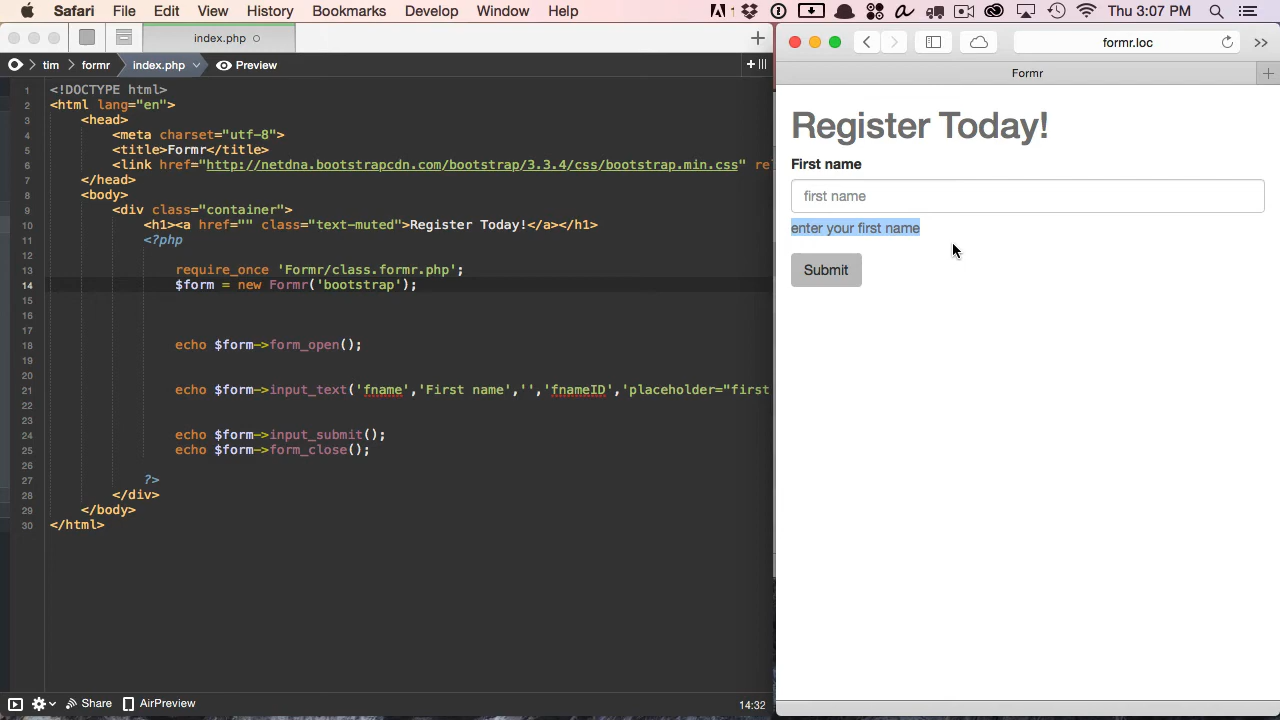 Safari File Edit View History Bookmarks Develop Window Help Thu 3:07 PM
index.php
tim formr index.php Preview
1 <!DOCTYPE html>
2 <html lang="en">
3 <head>
4 <meta charset="utf-8">
5 <title>Formr</title>
6 <link href="http://netdna.bootstrapcdn.com/bootstrap/3.3.4/css/bootstrap.min.css" re
7 </head>
8 <body>
9 <div class="container">
10 <h1><a href="" class="text-muted">Register Today!</a></h1>
11 <?php
12
13 require_once 'Formr/class.formr.php';
14 $form = new Formr('bootstrap');
15
16
17
18 echo $form->form_open();
19
20
21 echo $form->input_text('fname','First name','','fnameID','placeholder="first
22
23
24 echo $form->input_submit();
25 echo $form->form_close();
26
27 ?>
28 </div>
29 </body>
30 </html>
Share AirPreview 14:32
formr.loc
Formr
Register Today!
First name
first name
enter your first name
Submit